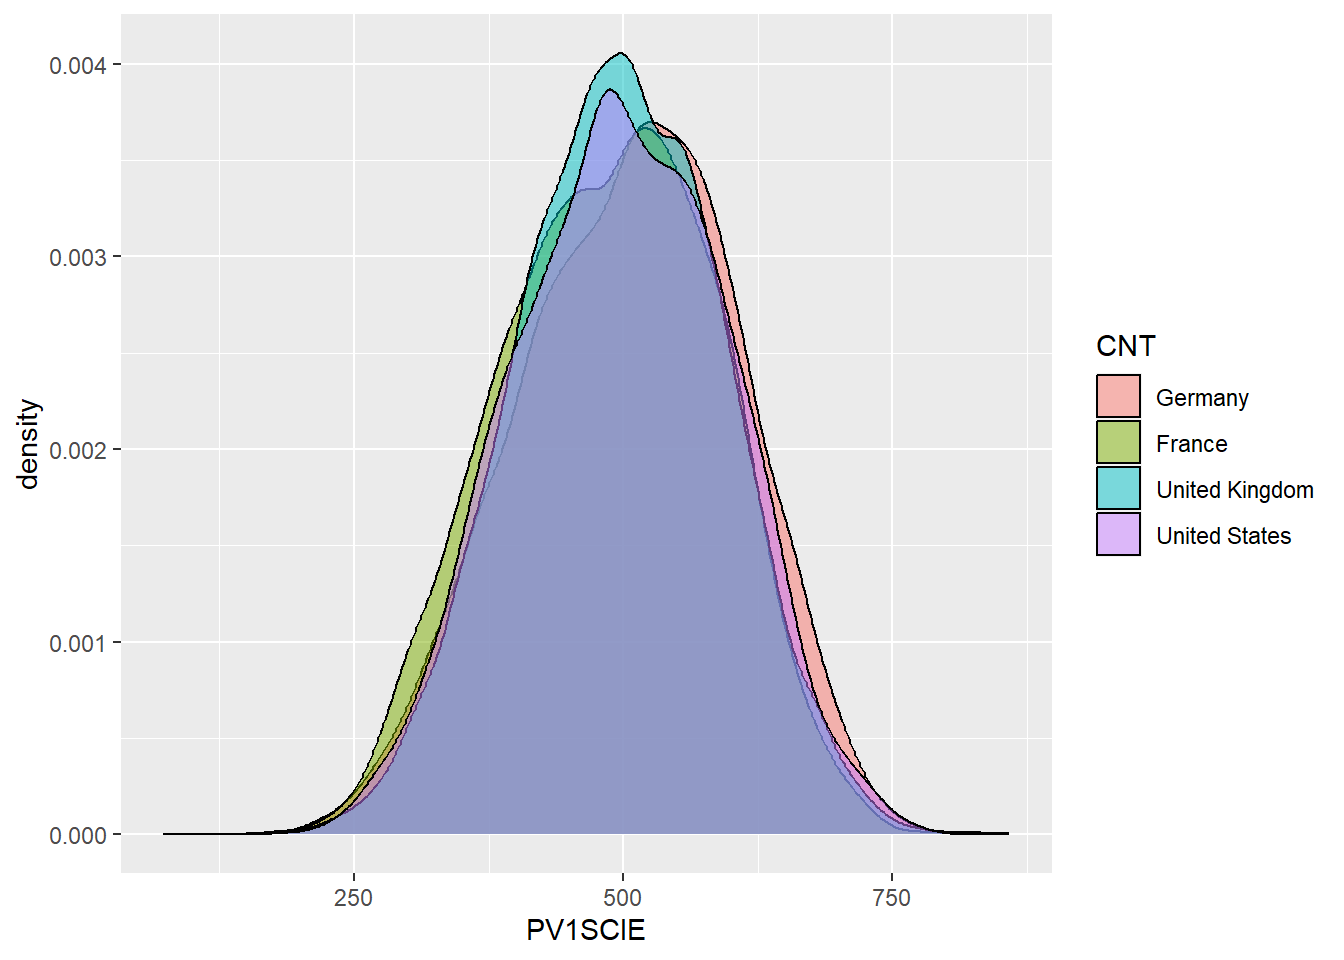 0.004
0.003
0.002
0.001
0.000
density
250 500 750
PV1SCIE
CNT
Germany
France
United Kingdom
United States